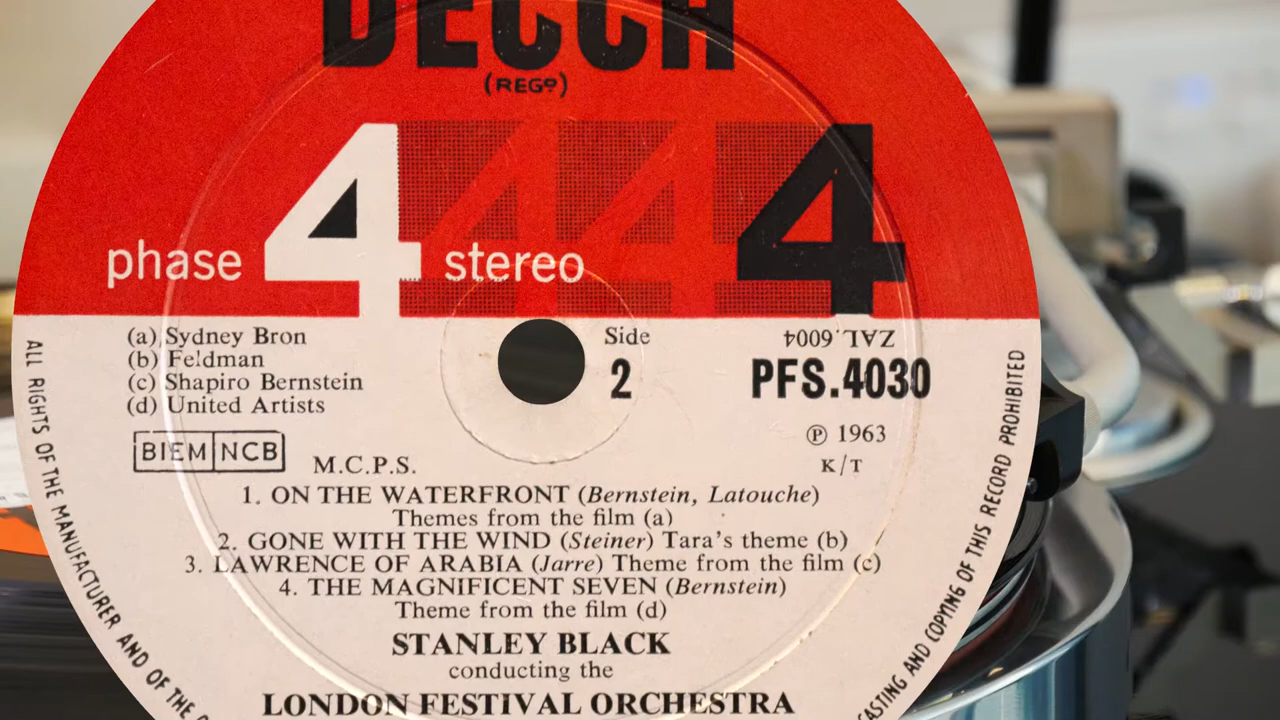 DECCA
(REGD)
4 4 4 4
phase 4 stereo
(a) Sydney Bron
(b) Feldman
(c) Shapiro Bernstein
(d) United Artists
Side
2
ZAL.6004
PFS.4030
BIEM NCB
M.C.P.S.
℗ 1963
K/T
1. ON THE WATERFRONT (Bernstein, Latouche)
Themes from the film (a)
2. GONE WITH THE WIND (Steiner) Tara's theme (b)
3. LAWRENCE OF ARABIA (Jarre) Theme from the film (c)
4. THE MAGNIFICENT SEVEN (Bernstein)
Theme from the film (d)
STANLEY BLACK
conducting the
LONDON FESTIVAL ORCHESTRA
ALL RIGHTS OF THE MANUFACTURER AND OF THE
CASTING AND COPYING OF THIS RECORD PROHIBITED